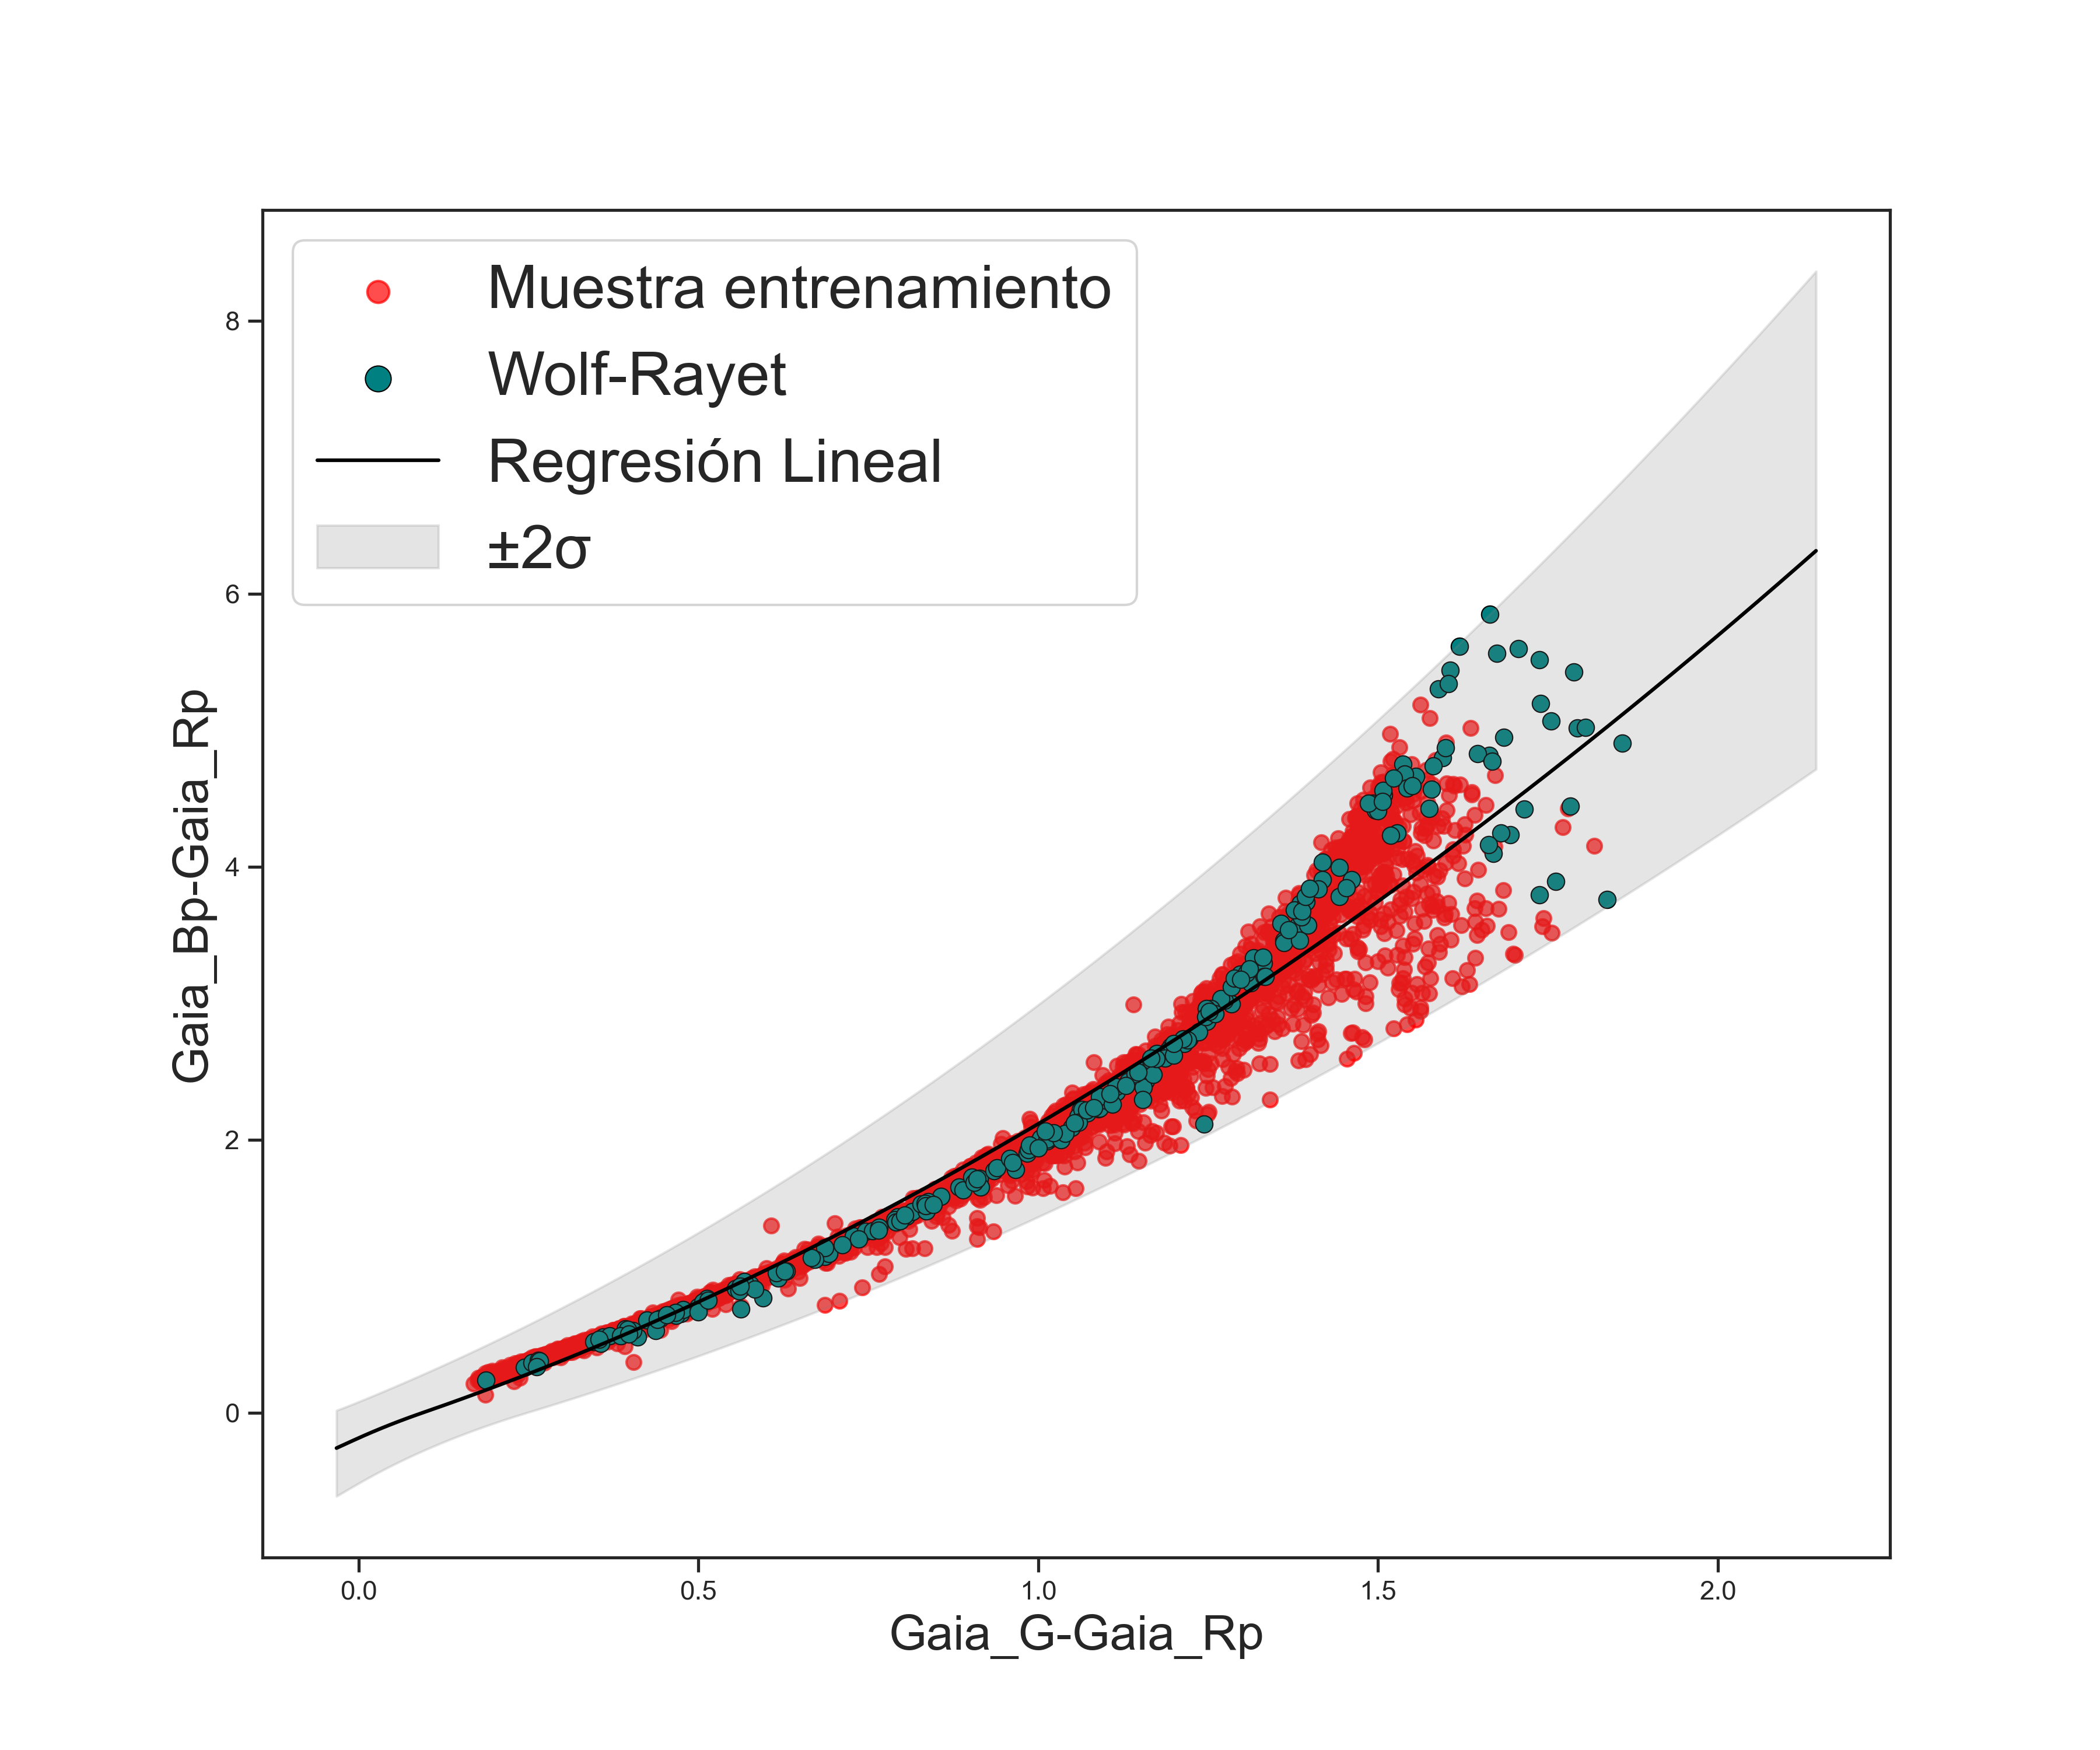 Muestra entrenamiento
Wolf-Rayet
Regresión Lineal
±2σ
8
6
4
2
0
Gaia_Bp-Gaia_Rp
0.0 0.5 1.0 1.5 2.0
Gaia_G-Gaia_Rp